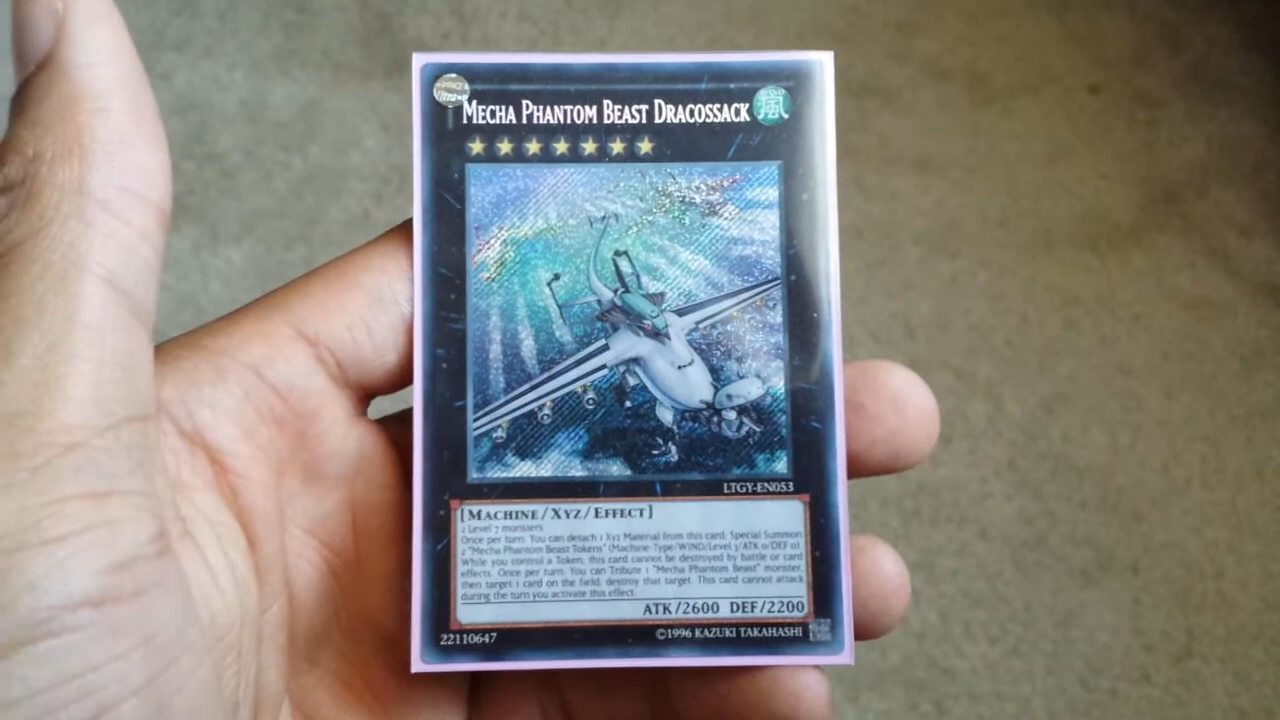 MECHA PHANTOM BEAST DRACOSSACK
WIND
風
LTGY-EN053
[MACHINE/XYZ/EFFECT]
2 Level 7 monsters
Once per turn: You can detach 1 Xyz Material from this card; Special Summon
2 "Mecha Phantom Beast Tokens" (Machine-Type/WIND/Level 3/ATK 0/DEF 0).
While you control a Token, this card cannot be destroyed by battle or card
effects. Once per turn: You can Tribute 1 "Mecha Phantom Beast" monster,
then target 1 card on the field; destroy that target. This card cannot attack
during the turn you activate this effect.
ATK/2600 DEF/2200
22110647
©1996 KAZUKI TAKAHASHI